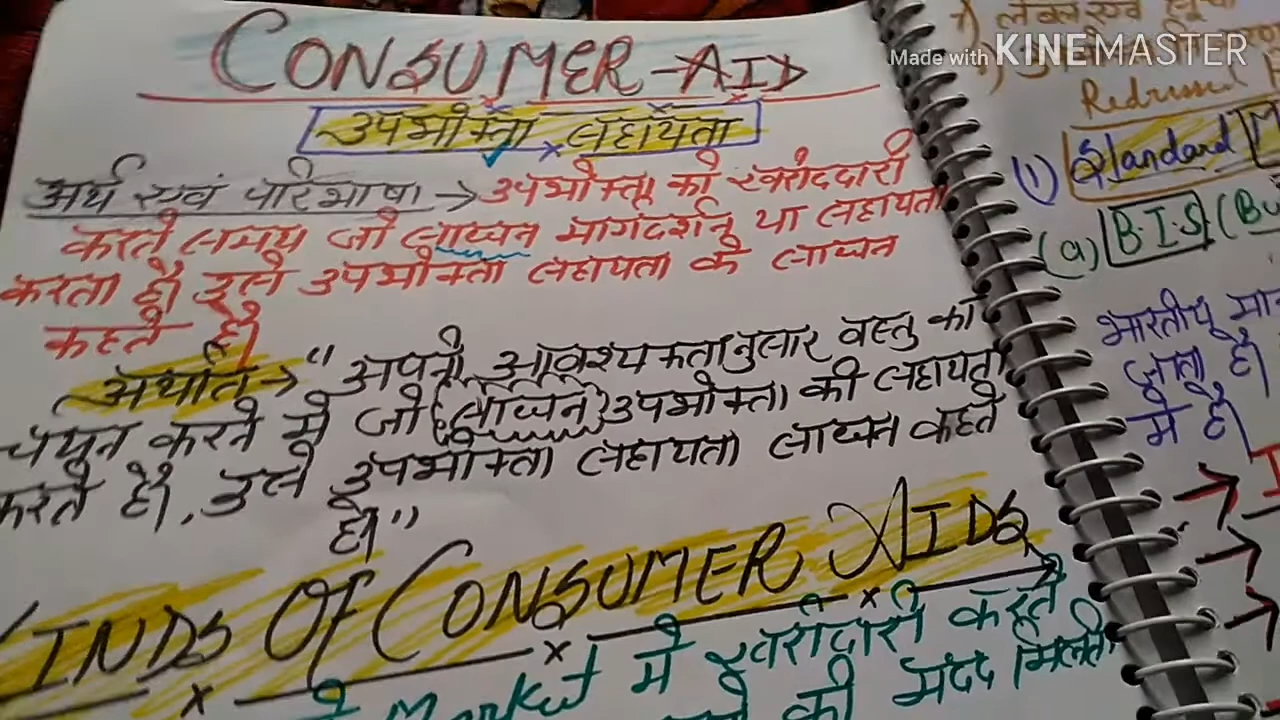 CONSUMER-AID
उपभोक्ता सहायता
अर्थ एवं परिभाषा → उपभोक्ता को खरीददारी
करते समय जो साधन मार्गदर्शन या सहायता
करता है। इसे उपभोक्ता सहायता के साधन
कहते है।
अर्थात → "अपनी आवश्यकतानुसार वस्तु का
चयन करने में जो (साधन) उपभोक्ता की सहायता
करते है।, उसे उपभोक्ता सहायता साधन कहते
है।"
KINDS OF CONSUMER AIDS
Market में खरीदारी करते
की मदद मिलती
Made with KINEMASTER
(1) Standard
(a) B.I.S
भारतीय
जाता है।
में है।